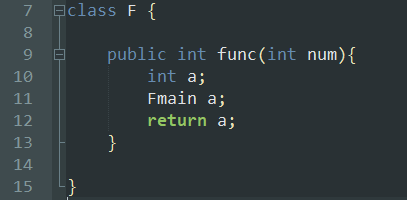 7 class F {
8
9 public int func(int num){
10 int a;
11 Fmain a;
12 return a;
13 }
14
15 }